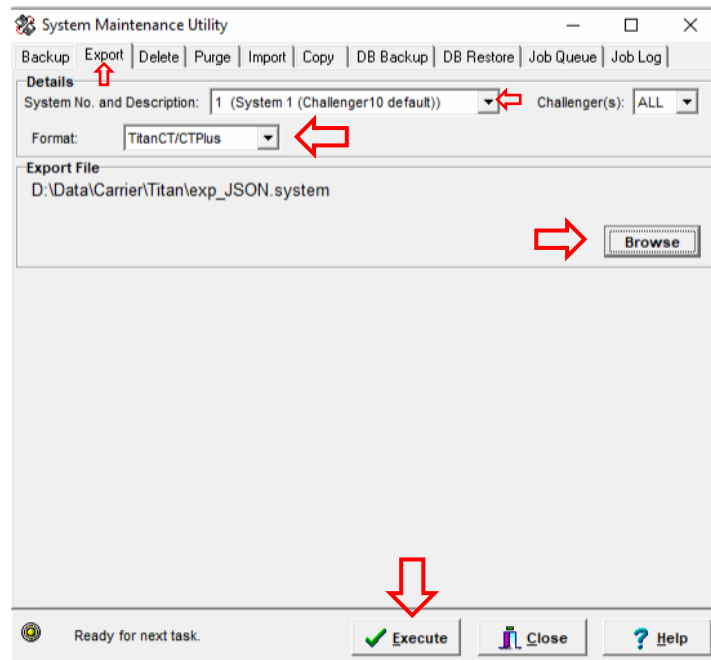 System Maintenance Utility
Backup Export Delete Purge Import Copy DB Backup DB Restore Job Queue Job Log
Details
System No. and Description: 1 (System 1 (Challenger10 default)) Challenger(s): ALL
Format: TitanCT/CTPlus
Export File
D:\Data\Carrier\Titan\exp_JSON.system
Browse
Ready for next task. Execute Close ? Help